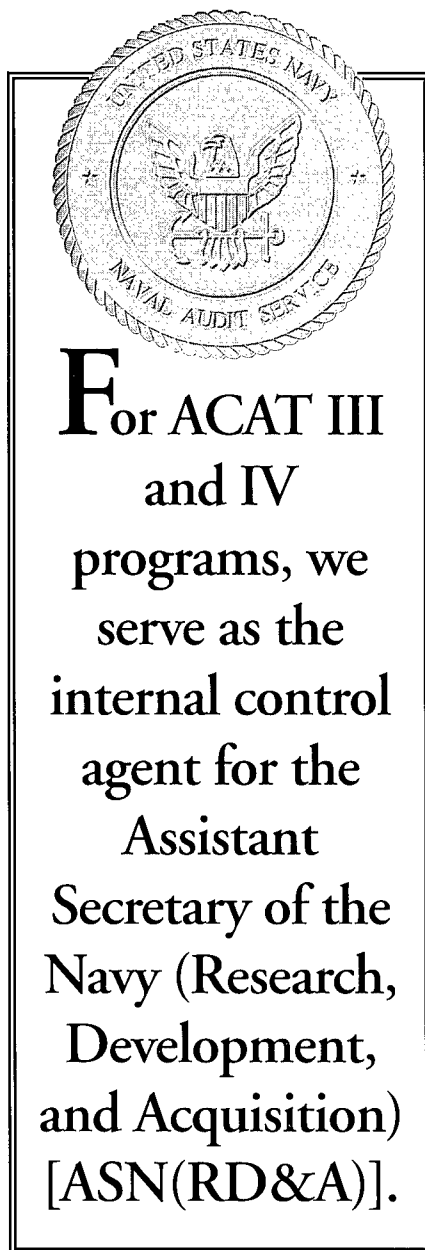 UNITED STATES NAVY
NAVAL AUDIT SERVICE
For ACAT III
and IV
programs, we
serve as the
internal control
agent for the
Assistant
Secretary of the
Navy (Research,
Development,
and Acquisition)
[ASN(RD&A)].